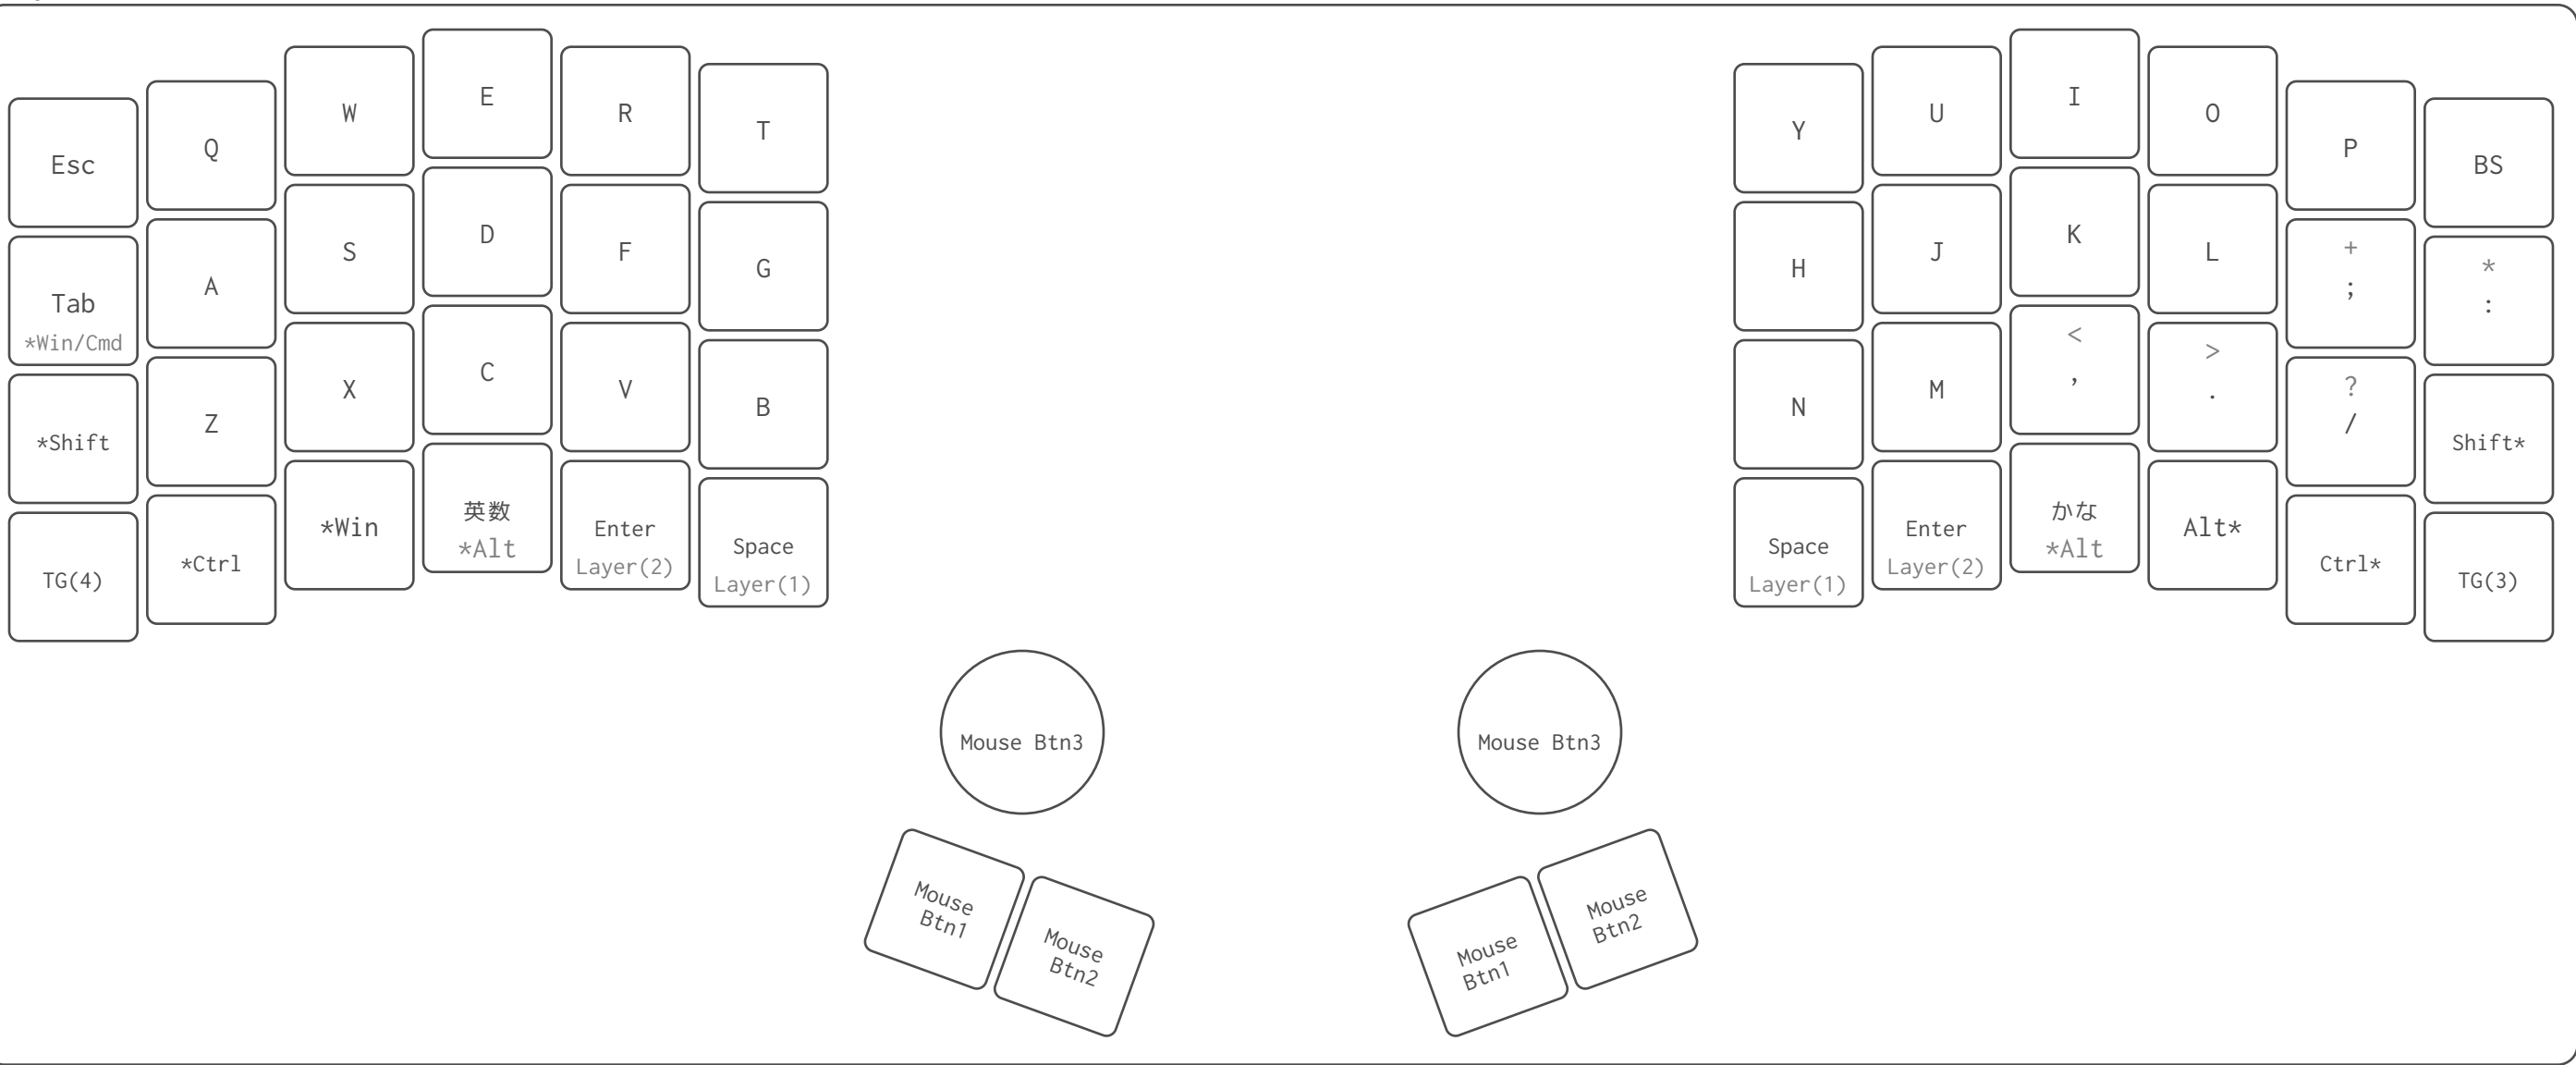 Esc
Q
W
E
R
T
Y
U
I
O
P
BS
Tab
*Win/Cmd
A
S
D
F
G
H
J
K
L
+
;
*
:
*Shift
Z
X
C
V
B
N
M
<
,
>
.
?
/
Shift*
TG(4)
*Ctrl
*Win
英数
*Alt
Enter
Layer(2)
Space
Layer(1)
Space
Layer(1)
Enter
Layer(2)
かな
*Alt
Alt*
Ctrl*
TG(3)
Mouse Btn3
Mouse Btn3
Mouse
Btn1
Mouse
Btn2
Mouse
Btn1
Mouse
Btn2